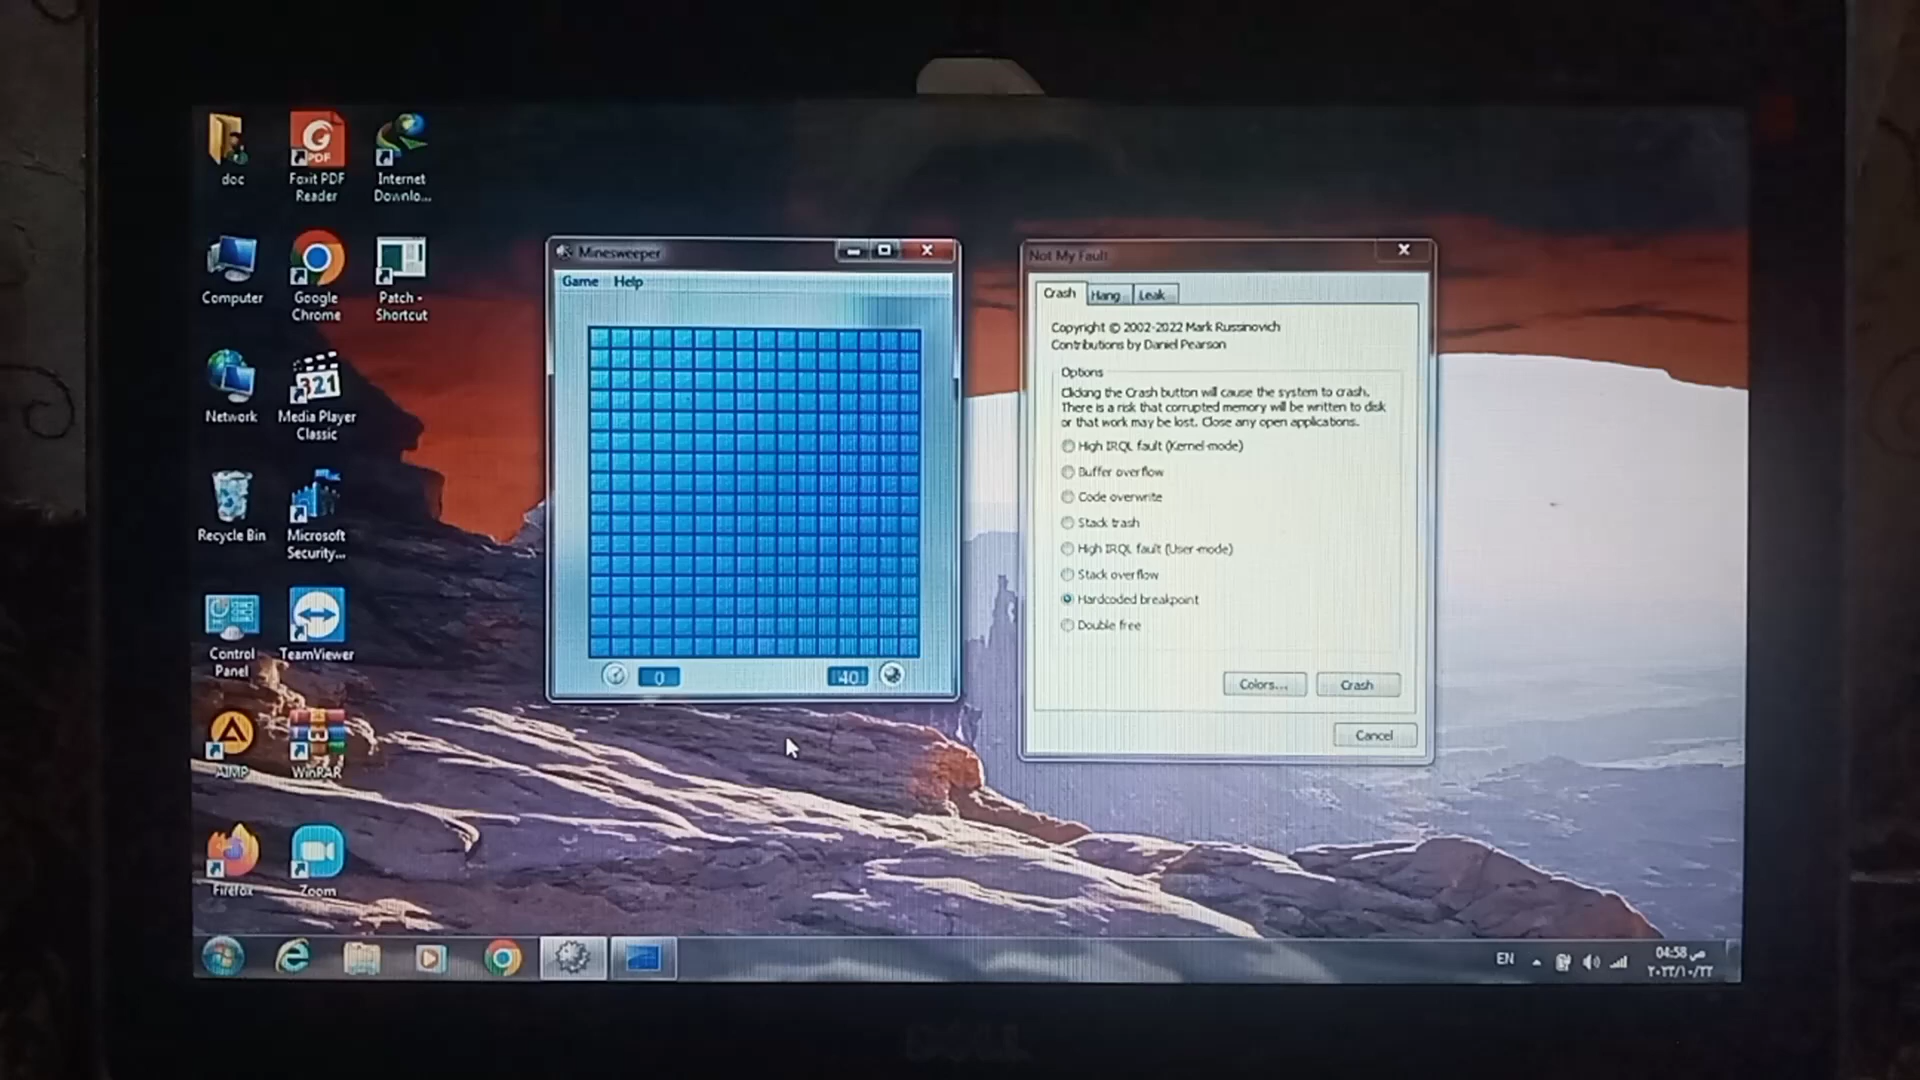 doc
Foxit PDF
Reader
Internet
Downlo...
Computer
Google
Chrome
Patch -
Shortcut
Network
Media Player
Classic
Recycle Bin
Microsoft
Security...
Control
Panel
TeamViewer
AIMP
WinRAR
Firefox
Zoom
PDF
321
Minesweeper
Game Help
0
40
Not My Fault
Crash Hang Leak
Copyright © 2002-2022 Mark Russinovich
Contributions by Daniel Pearson
Options
Clicking the Crash button will cause the system to crash.
There is a risk that corrupted memory will be written to disk
or that work may be lost. Close any open applications.
High IRQL fault (Kernel-mode)
Buffer overflow
Code overwrite
Stack trash
High IRQL fault (User-mode)
Stack overflow
Hardcoded breakpoint
Double free
Colors... Crash
Cancel
EN
04:58 ص
DELL